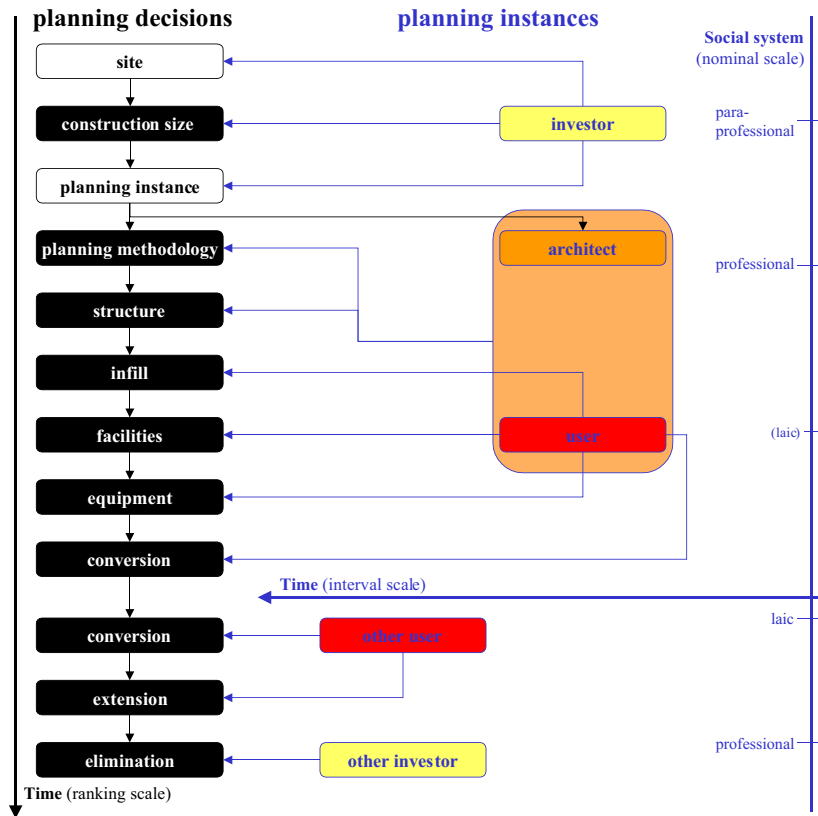 planning decisions
planning instances
Social system
(nominal scale)
site
construction size
investor
para-
professional
planning instance
planning methodology
architect
professional
structure
infill
facilities
user
(laic)
equipment
conversion
Time (interval scale)
conversion
other user
laic
extension
elimination
other investor
professional
Time (ranking scale)